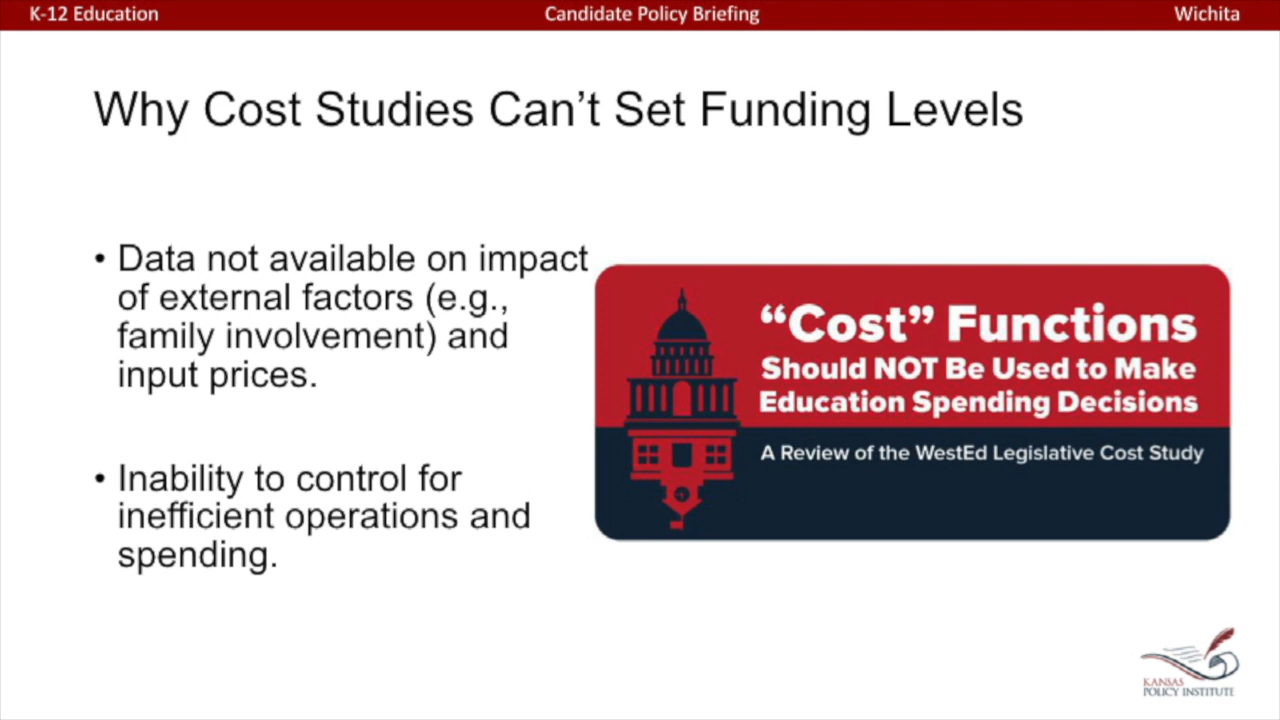 K-12 Education
Candidate Policy Briefing
Wichita
Why Cost Studies Can’t Set Funding Levels
• Data not available on impact
of external factors (e.g.,
family involvement) and
input prices.
• Inability to control for
inefficient operations and
spending.
“Cost” Functions
Should NOT Be Used to Make
Education Spending Decisions
A Review of the WestEd Legislative Cost Study
KANSAS
POLICY INSTITUTE